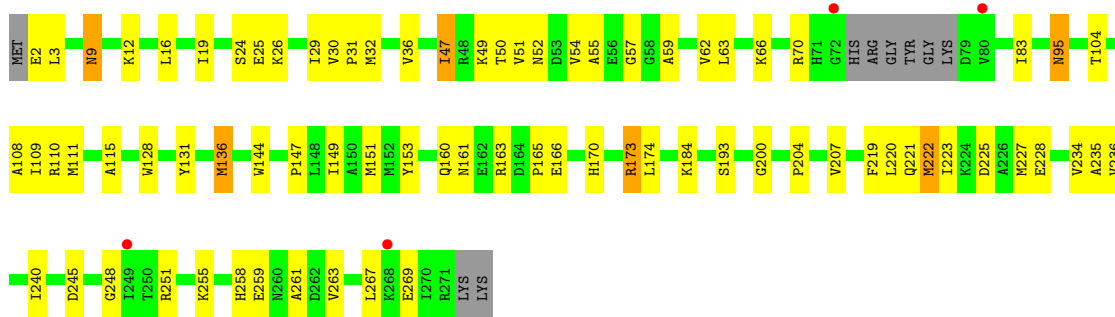 MET E2 L3 N9 K12 L16 I19 S24 E25 K26 I29 V30 P31 M32 V36 I47 R48 K49 T50 V51 N52 D53 V54 A55 E56 G57 G58 A59 V62 L63 K66 R70 H71 G72 HIS ARG GLY TYR GLY LYS D79 V80 I83 N95 T104
A108 I109 R110 M111 A115 W128 Y131 M136 W144 P147 L148 I149 A150 M151 M152 Y153 Q160 N161 E162 R163 D164 P165 E166 H170 R173 L174 K184 S193 G200 P204 V207 F219 L220 Q221 M222 I223 K224 D225 A226 M227 E228 V234 A235
I240 D245 G248 I249 T250 R251 K255 H258 E259 N260 A261 D262 V263 L267 K268 E269 I270 R271 LYS LYS